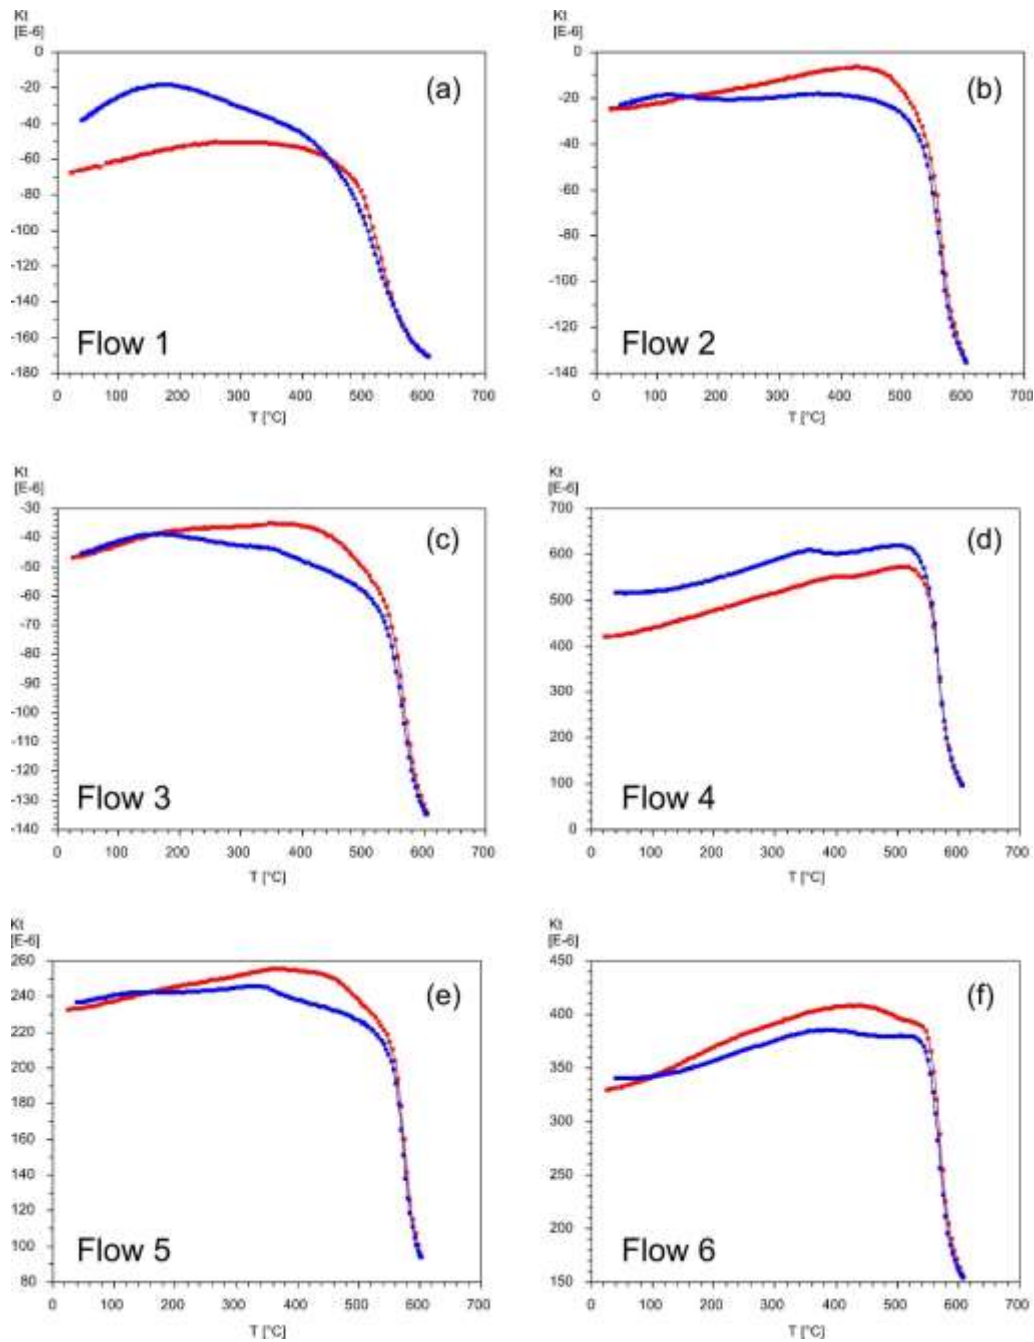 Kt
[E-6]
0
-20
-40
-60
-80
-100
-120
-140
-160
-180
0 100 200 300 400 500 600 700
T [°C]
(a)
Flow 1
Kt
[E-6]
0
-20
-40
-60
-80
-100
-120
-140
0 100 200 300 400 500 600 700
T [°C]
(b)
Flow 2
Kt
[E-6]
-30
-40
-50
-60
-70
-80
-90
-100
-110
-120
-130
-140
0 100 200 300 400 500 600 700
T [°C]
(c)
Flow 3
Kt
[E-6]
700
600
500
400
300
200
100
0
0 100 200 300 400 500 600 700
T [°C]
(d)
Flow 4
Kt
[E-6]
260
240
220
200
180
160
140
120
100
80
0 100 200 300 400 500 600 700
T [°C]
(e)
Flow 5
Kt
[E-6]
450
400
350
300
250
200
150
0 100 200 300 400 500 600 700
T [°C]
(f)
Flow 6